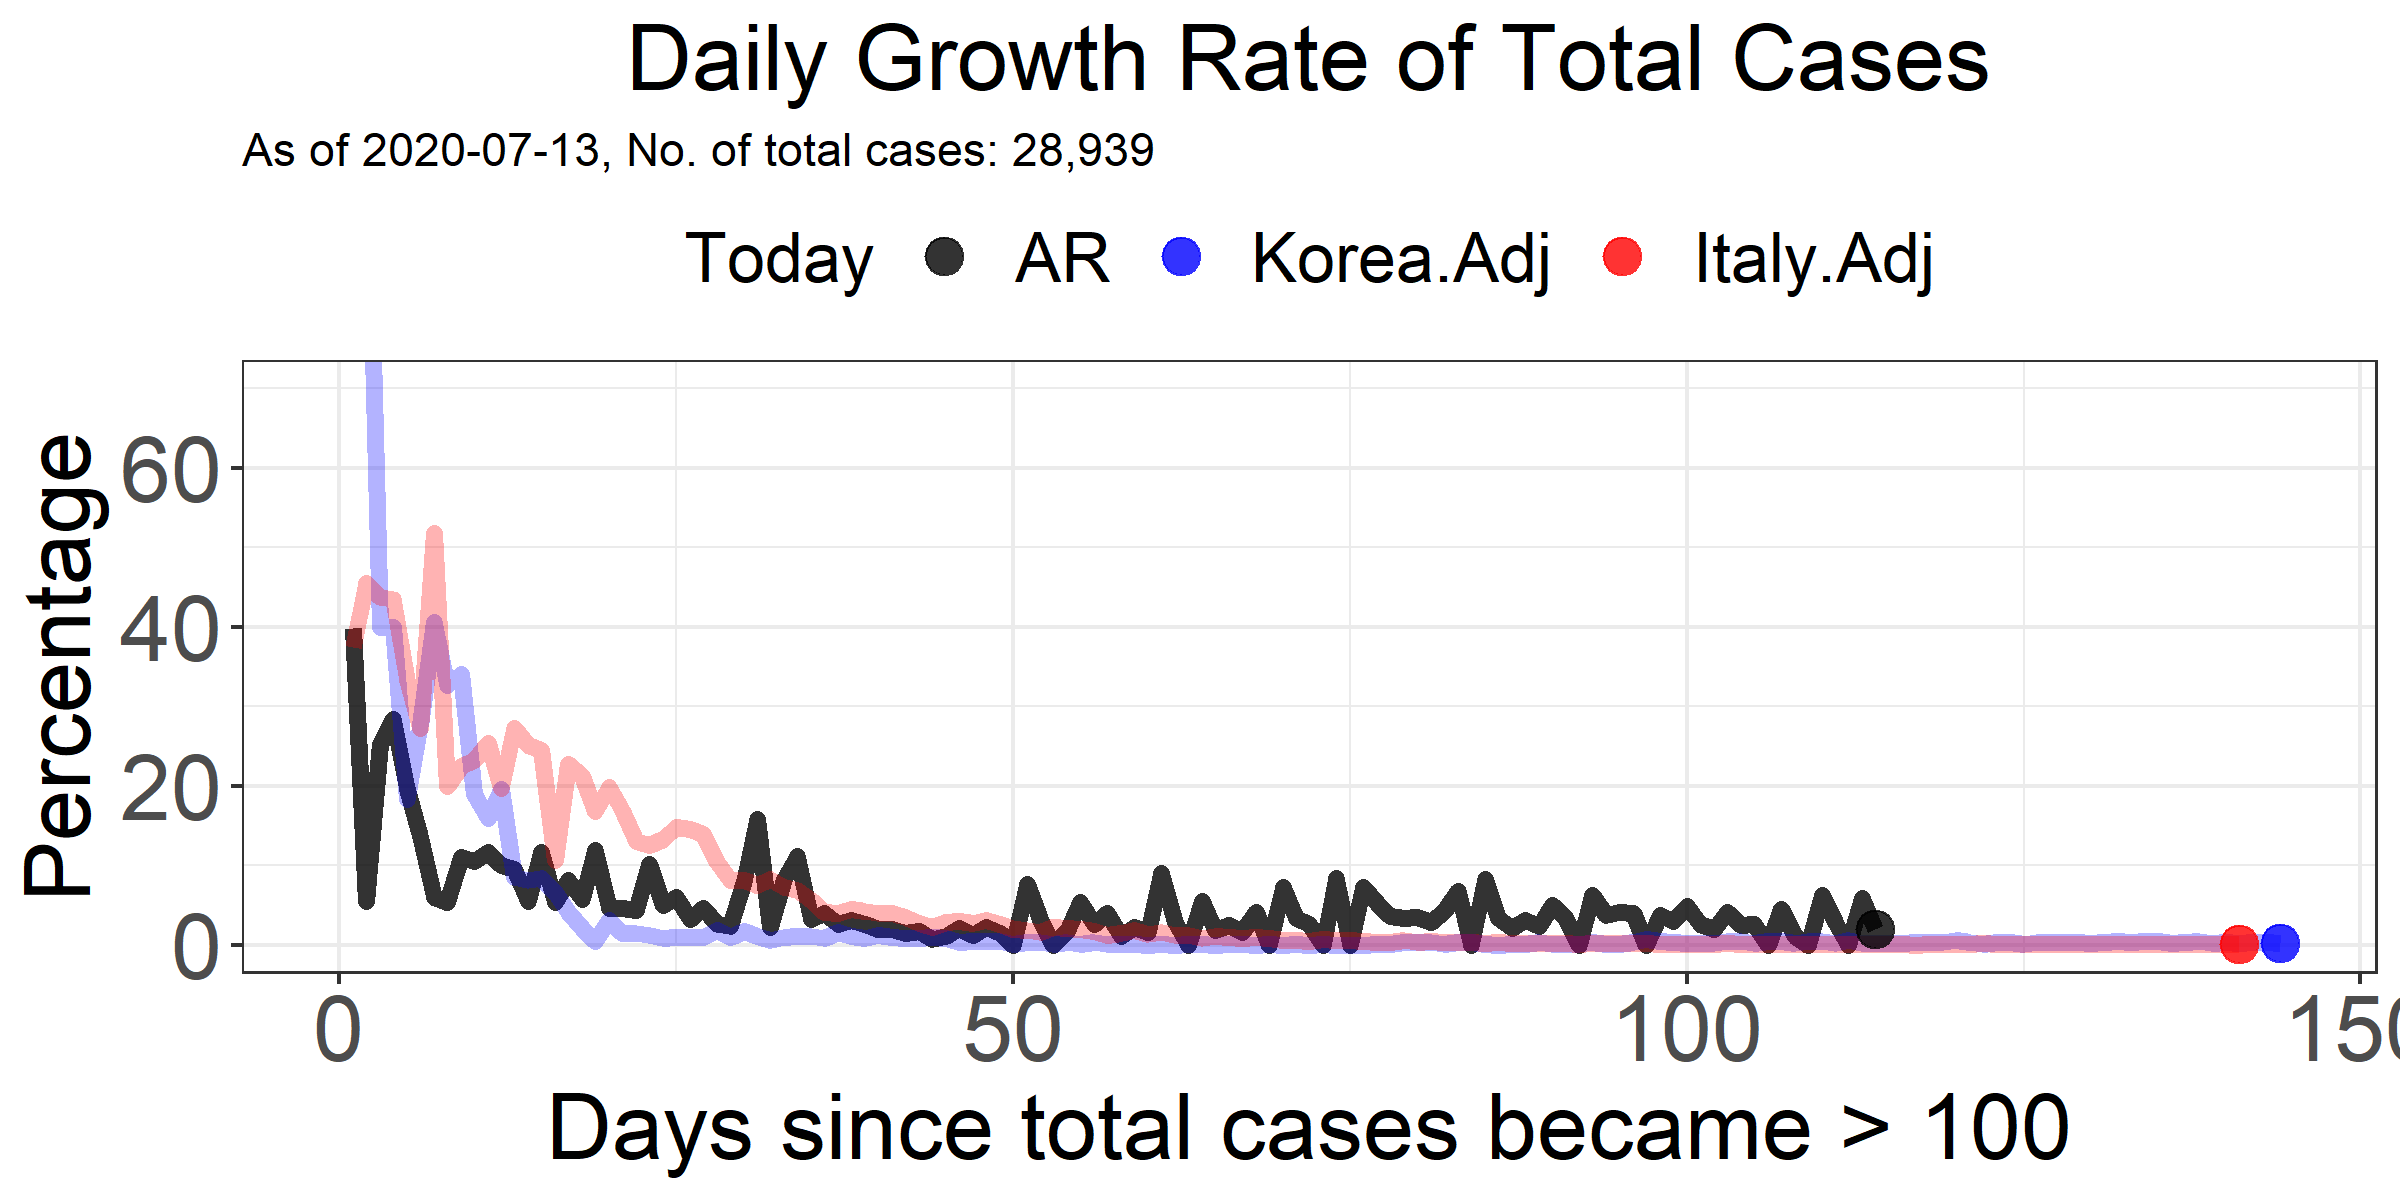 Daily Growth Rate of Total Cases
As of 2020-07-13, No. of total cases: 28,939
Today AR Korea.Adj Italy.Adj
Percentage
60
40
20
0
0 50 100 150
Days since total cases became > 100